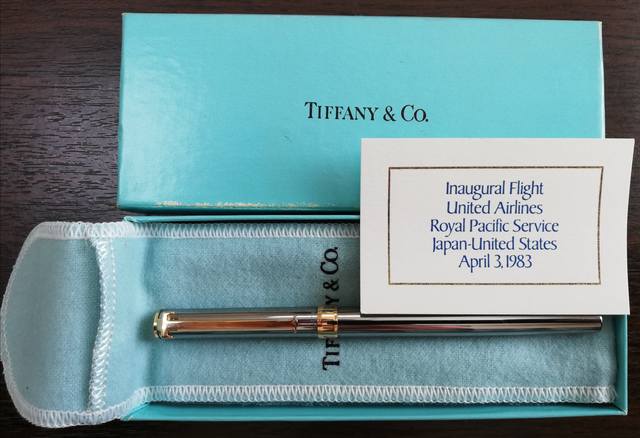 TIFFANY & CO.
Inaugural Flight
United Airlines
Royal Pacific Service
Japan-United States
April 3, 1983
TIFFANY & CO.